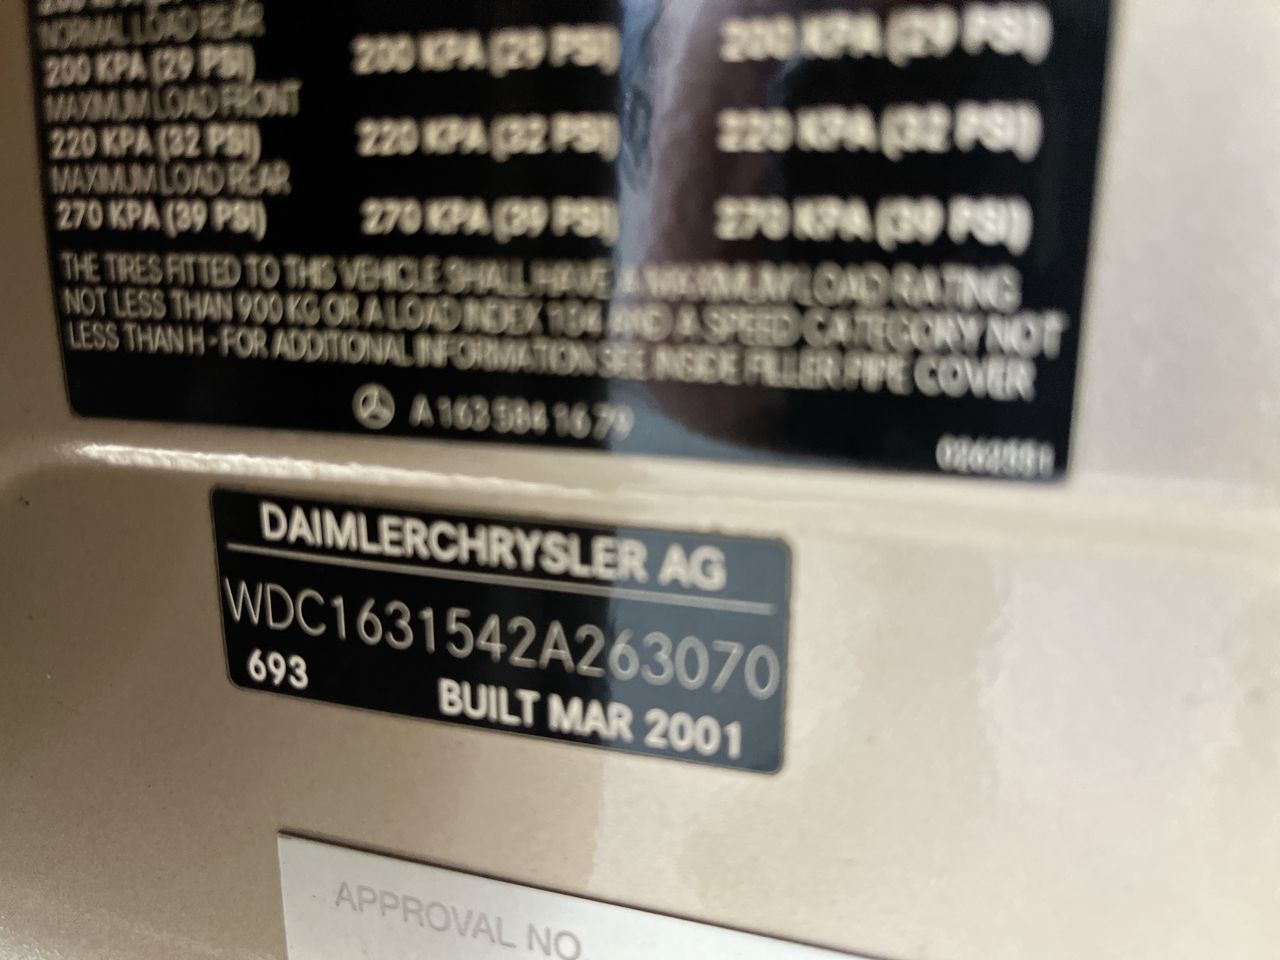 NORMAL LOAD REAR
200 KPA (29 PSI) 200 KPA (29 PSI) 200 KPA (29 PSI)
MAXIMUM LOAD FRONT
220 KPA (32 PSI) 220 KPA (32 PSI) 220 KPA (32 PSI)
MAXIMUM LOAD REAR
270 KPA (39 PSI) 270 KPA (39 PSI) 270 KPA (39 PSI)
THE TIRES FITTED TO THIS VEHICLE SHALL HAVE A MAXIMUM LOAD RATING
NOT LESS THAN 900 KG OR A LOAD INDEX 104 AND A SPEED CATEGORY NOT
LESS THAN H - FOR ADDITIONAL INFORMATION SEE INSIDE FILLER PIPE COVER
A 163 584 16 79
DAIMLERCHRYSLER AG
WDC1631542A263070
693 BUILT MAR 2001
APPROVAL NO